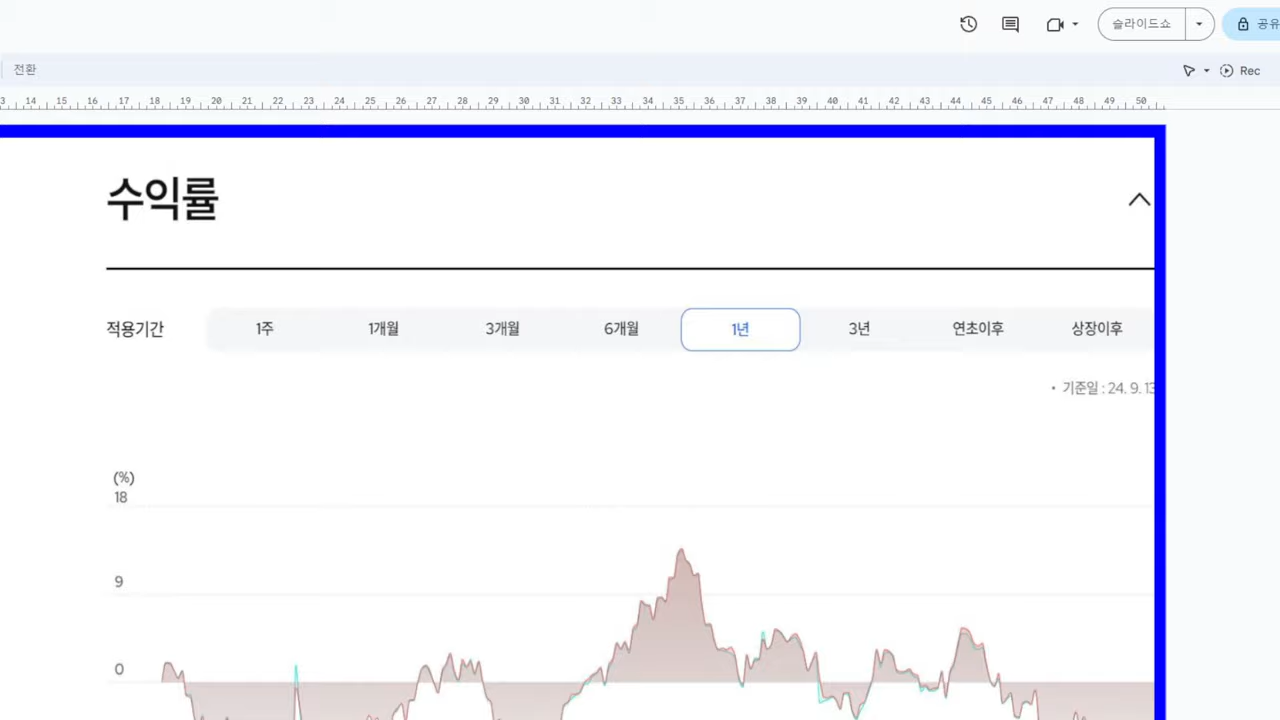 슬라이드쇼
공유
전환
Rec
3 14 15 16 17 18 19 20 21 22 23 24 25 26 27 28 29 30 31 32 33 34 35 36 37 38 39 40 41 42 43 44 45 46 47 48 49 50
수익률
적용기간 1주 1개월 3개월 6개월 1년 3년 연초이후 상장이후
• 기준일 : 24. 9. 13
(%)
18
9
0